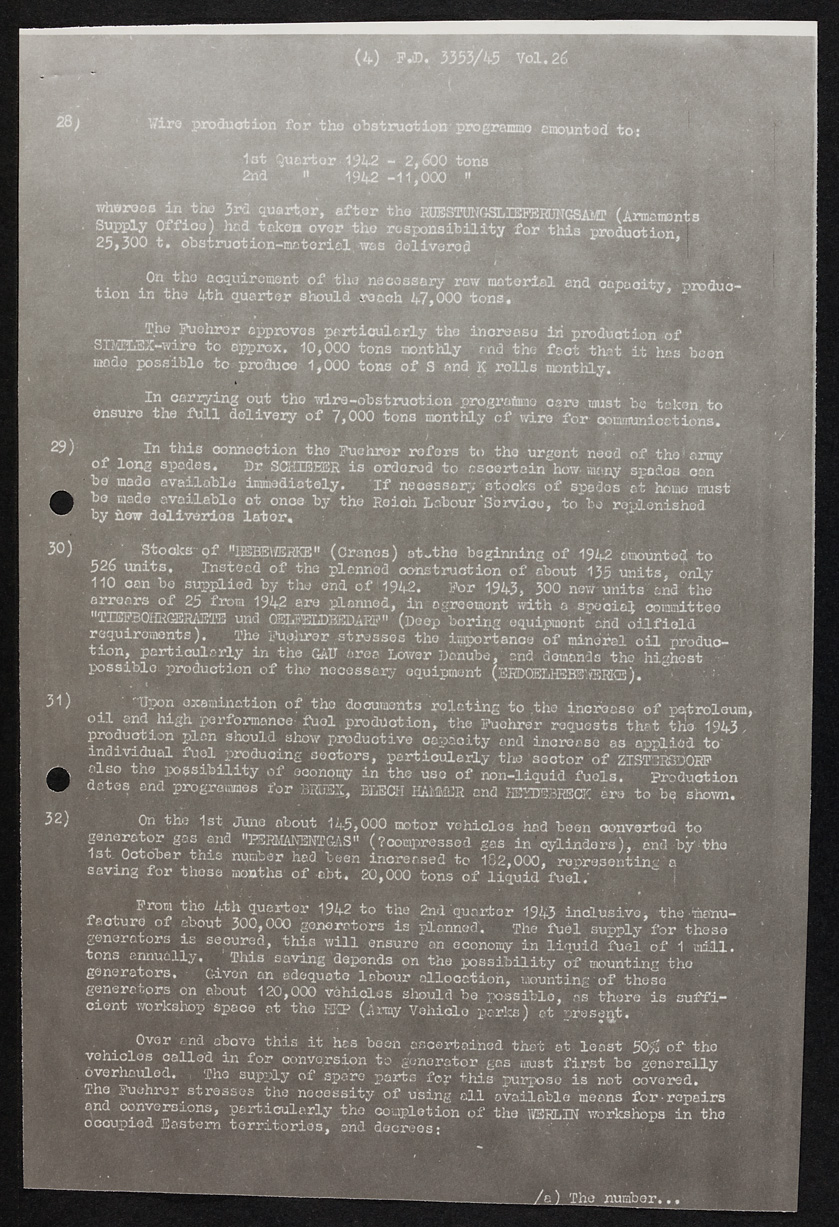 (4) F.D. 3353/45 Vol.26
28) Wire production for the obstruction programme amounted to:
1st Quarter 1942 - 2,600 tons
2nd " 1942 -11,000 "
whereas in the 3rd quarter, after the RUESTUNGSLIEFERUNGSAMT (Armaments
Supply Office) had taken over the responsibility for this production,
25,300 t. obstruction-material was delivered
On the acquirement of the necessary raw material and capacity, produc-
tion in the 4th quarter should reach 47,000 tons.
The Fuehrer approves particularly the increase in production of
SIMPLEX-wire to approx. 10,000 tons monthly and the fact that it has been
made possible to produce 1,000 tons of S and K rolls monthly.
In carrying out the wire-obstruction programme care must be taken to
ensure the full delivery of 7,000 tons monthly of wire for communications.
29) In this connection the Fuehrer refers to the urgent need of the army
of long spades. Dr SCHIEBER is ordered to ascertain how many spades can
be made available immediately. If necessary stocks of spades at home must
be made available at once by the Reich Labour Service, to be replenished
by new deliveries later.
30) Stocks of "HEBEWERKE" (Cranes) at the beginning of 1942 amounted to
526 units. Instead of the planned construction of about 135 units, only
110 can be supplied by the end of 1942. For 1943, 300 new units and the
arrears of 25 from 1942 are planned, in agreement with a special committee
"TIEFBOHRGERAETE und OELFELDBEDARF" (Deep boring equipment and oilfield
requirements). The Fuehrer stresses the importance of mineral oil produc-
tion, particularly in the GAU area Lower Danube, and demands the highest
possible production of the necessary equipment (ERDOELHEBEWERKE).
31) Upon examination of the documents relating to the increase of petroleum,
oil and high performance fuel production, the Fuehrer requests that the 1943
production plan should show productive capacity and increase as applied to
individual fuel producing sectors, particularly the sector of ZISTERSDORF
also the possibility of economy in the use of non-liquid fuels. Production
dates and programmes for BRUEX, BLECH HAMMER and HEYDEBRECK are to be shown.
32) On the 1st June about 145,000 motor vehicles had been converted to
generator gas and "PERMANENTGAS" (?compressed gas in cylinders), and by the
1st October this number had been increased to 182,000, representing a
saving for these months of abt. 20,000 tons of liquid fuel.
From the 4th quarter 1942 to the 2nd quarter 1943 inclusive, the manu-
facture of about 300,000 generators is planned. The fuel supply for these
generators is secured, this will ensure an economy in liquid fuel of 1 mill.
tons annually. This saving depends on the possibility of mounting the
generators. Given an adequate labour allocation, mounting of these
generators on about 120,000 vehicles should be possible, as there is suffi-
cient workshop space at the HKP (Army Vehicle parks) at present.
Over and above this it has been ascertained that at least 50% of the
vehicles called in for conversion to generator gas must first be generally
overhauled. The supply of spare parts for this purpose is not covered.
The Fuehrer stresses the necessity of using all available means for repairs
and conversions, particularly the completion of the WERLIN workshops in the
occupied Eastern territories, and decrees:
/a) The number...